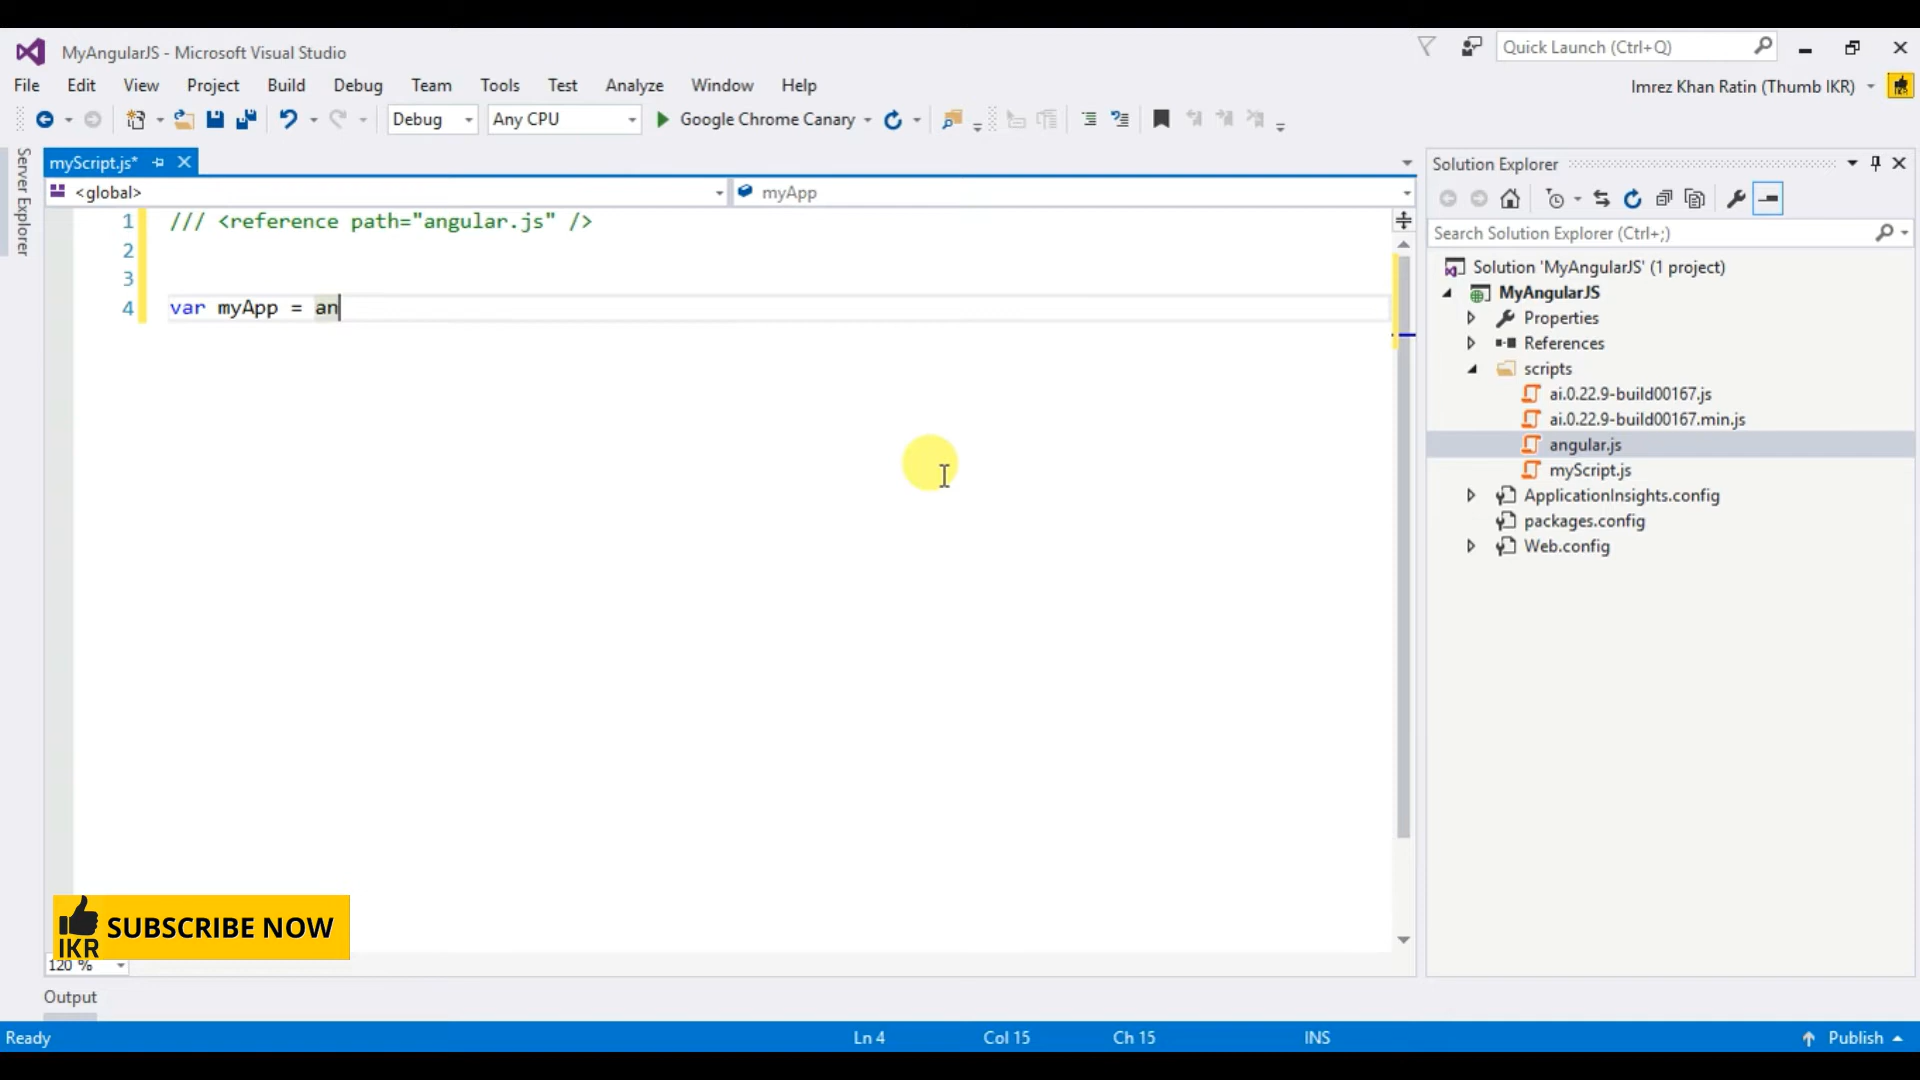 MyAngularJS - Microsoft Visual Studio
Quick Launch (Ctrl+Q)
File Edit View Project Build Debug Team Tools Test Analyze Window Help
Imrez Khan Ratin (Thumb IKR)
Debug Any CPU Google Chrome Canary
Server Explorer
myScript.js*
<global> myApp
1 /// <reference path="angular.js" />
2
3
4 var myApp = an
Solution Explorer
Search Solution Explorer (Ctrl+;)
Solution 'MyAngularJS' (1 project)
MyAngularJS
Properties
References
scripts
ai.0.22.9-build00167.js
ai.0.22.9-build00167.min.js
angular.js
myScript.js
ApplicationInsights.config
packages.config
Web.config
IKR SUBSCRIBE NOW
120 %
Output
Ready Ln 4 Col 15 Ch 15 INS Publish